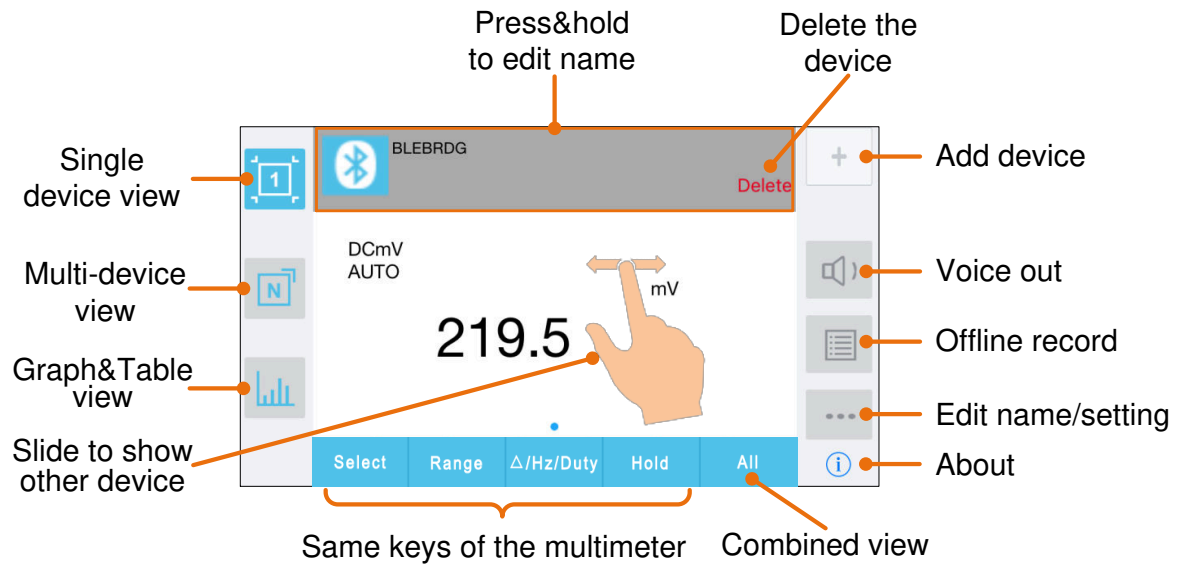 Press&hold
to edit name
Delete the
device
Single
device view
1
BLEBRDG
Delete
+
Add device
Multi-device
view
N
DCmV
AUTO
mV
219.5
Voice out
Graph&Table
view
Offline record
Edit name/setting
Slide to show
other device
Select Range △/Hz/Duty Hold All
i
About
Same keys of the multimeter
Combined view